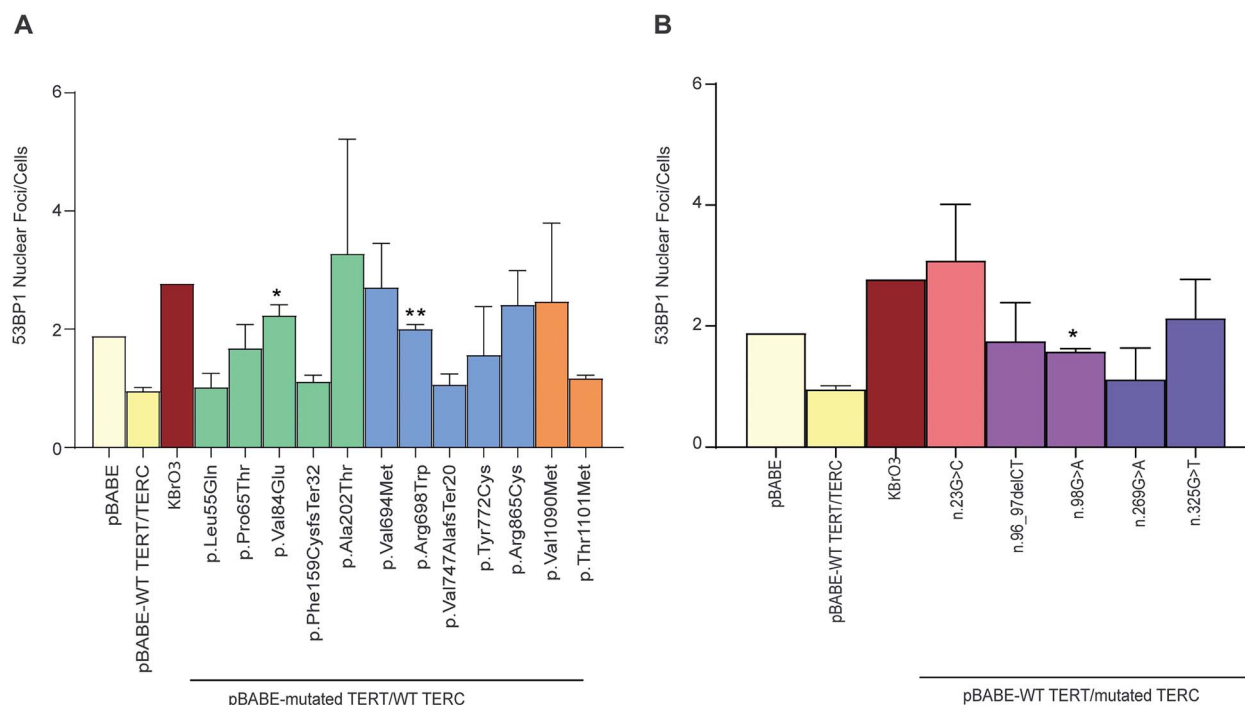 A
53BP1 Nuclear Foci/Cells
6
4
2
0
*
**
pBABE
pBABE-WT TERT/TERC
KBrO3
p.Leu55Gln
p.Pro65Thr
p.Val84Glu
p.Phe159CysfsTer32
p.Ala202Thr
p.Val694Met
p.Arg698Trp
p.Val747AlafsTer20
p.Tyr772Cys
p.Arg865Cys
p.Val1090Met
p.Thr1101Met
pBABE-mutated TERT/WT TERC
B
53BP1 Nuclear Foci/Cells
6
4
2
0
*
pBABE
pBABE-WT TERT/TERC
KBrO3
n.23G>C
n.96_97delCT
n.98G>A
n.269G>A
n.325G>T
pBABE-WT TERT/mutated TERC